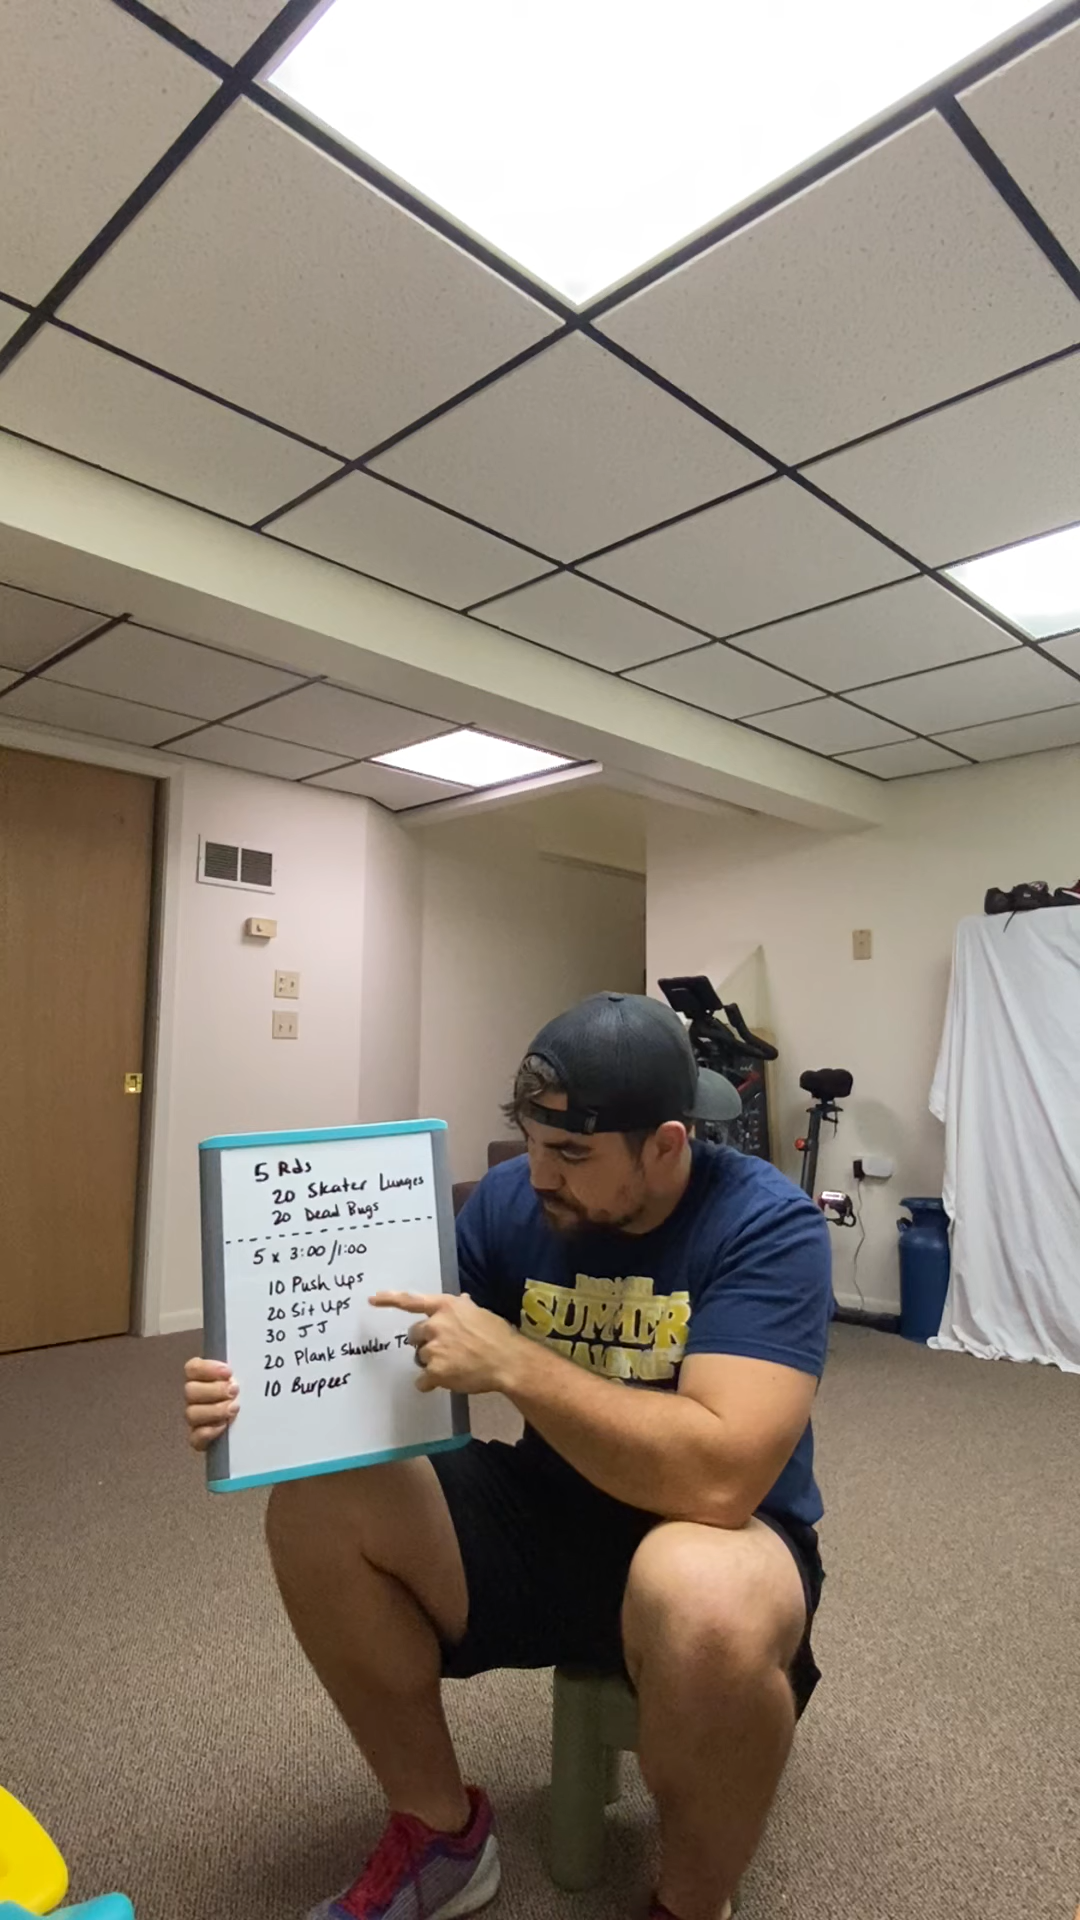 5 Rds
20 Skater Lunges
20 Dead Bugs
5 x 3:00/1:00
10 Push Ups
20 Sit Ups
30 JJ
20 Plank Shoulder
10 Burpees
SUMMER